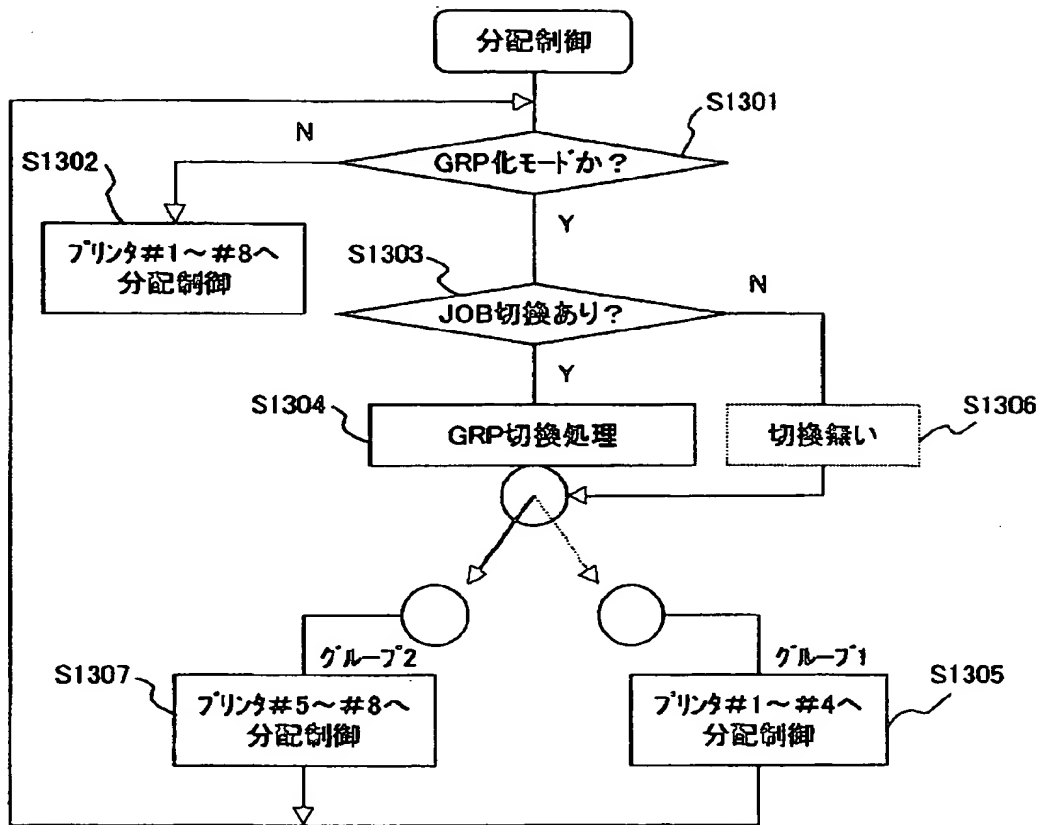 分配制御
S1301
N
GRP化モードか？
S1302
Y
プリンタ＃1～＃8へ
分配制御
S1303
N
JOB切換あり？
Y
S1304
GRP切換処理
S1306
切換無い
グループ2
グループ1
S1307
プリンタ＃5～＃8へ
分配制御
S1305
プリンタ＃1～＃4へ
分配制御